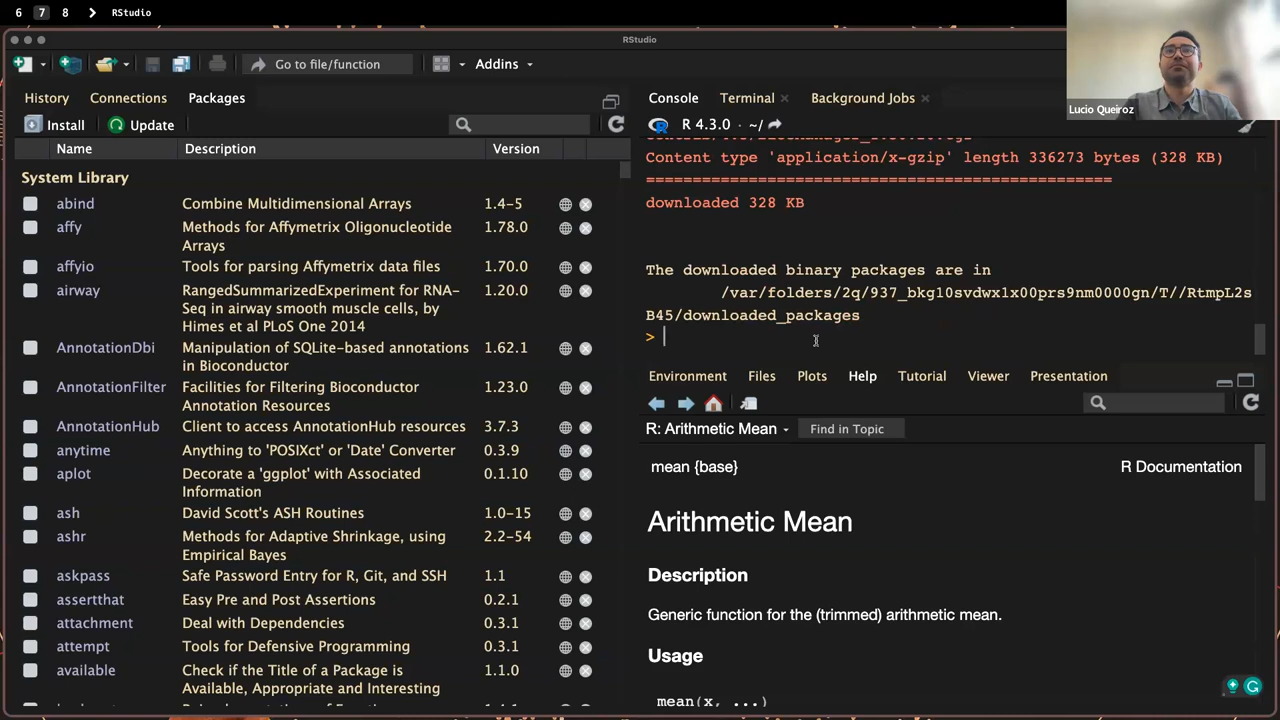 6 7 8 RStudio
RStudio
Go to file/function
Addins
Lucio Queiroz
History Connections Packages
Install Update
Name Description Version
System Library
abind Combine Multidimensional Arrays 1.4-5
affy Methods for Affymetrix Oligonucleotide 1.78.0
Arrays
affyio Tools for parsing Affymetrix data files 1.70.0
airway RangedSummarizedExperiment for RNA- 1.20.0
Seq in airway smooth muscle cells, by
Himes et al PLoS One 2014
AnnotationDbi Manipulation of SQLite-based annotations 1.62.1
in Bioconductor
AnnotationFilter Facilities for Filtering Bioconductor 1.23.0
Annotation Resources
AnnotationHub Client to access AnnotationHub resources 3.7.3
anytime Anything to 'POSIXct' or 'Date' Converter 0.3.9
aplot Decorate a 'ggplot' with Associated 0.1.10
Information
ash David Scott's ASH Routines 1.0-15
ashr Methods for Adaptive Shrinkage, using 2.2-54
Empirical Bayes
askpass Safe Password Entry for R, Git, and SSH 1.1
assertthat Easy Pre and Post Assertions 0.2.1
attachment Deal with Dependencies 0.3.1
attempt Tools for Defensive Programming 0.3.1
available Check if the Title of a Package is 1.1.0
Available, Appropriate and Interesting
Console Terminal Background Jobs
R 4.3.0 · ~/
Content type 'application/x-gzip' length 336273 bytes (328 KB)
==================================================
downloaded 328 KB
The downloaded binary packages are in
/var/folders/2q/937_bkg10svdwx1x00prs9nm0000gn/T//RtmpL2s
B45/downloaded_packages
>
Environment Files Plots Help Tutorial Viewer Presentation
R: Arithmetic Mean Find in Topic
mean {base} R Documentation
Arithmetic Mean
Description
Generic function for the (trimmed) arithmetic mean.
Usage
mean(x, ...)